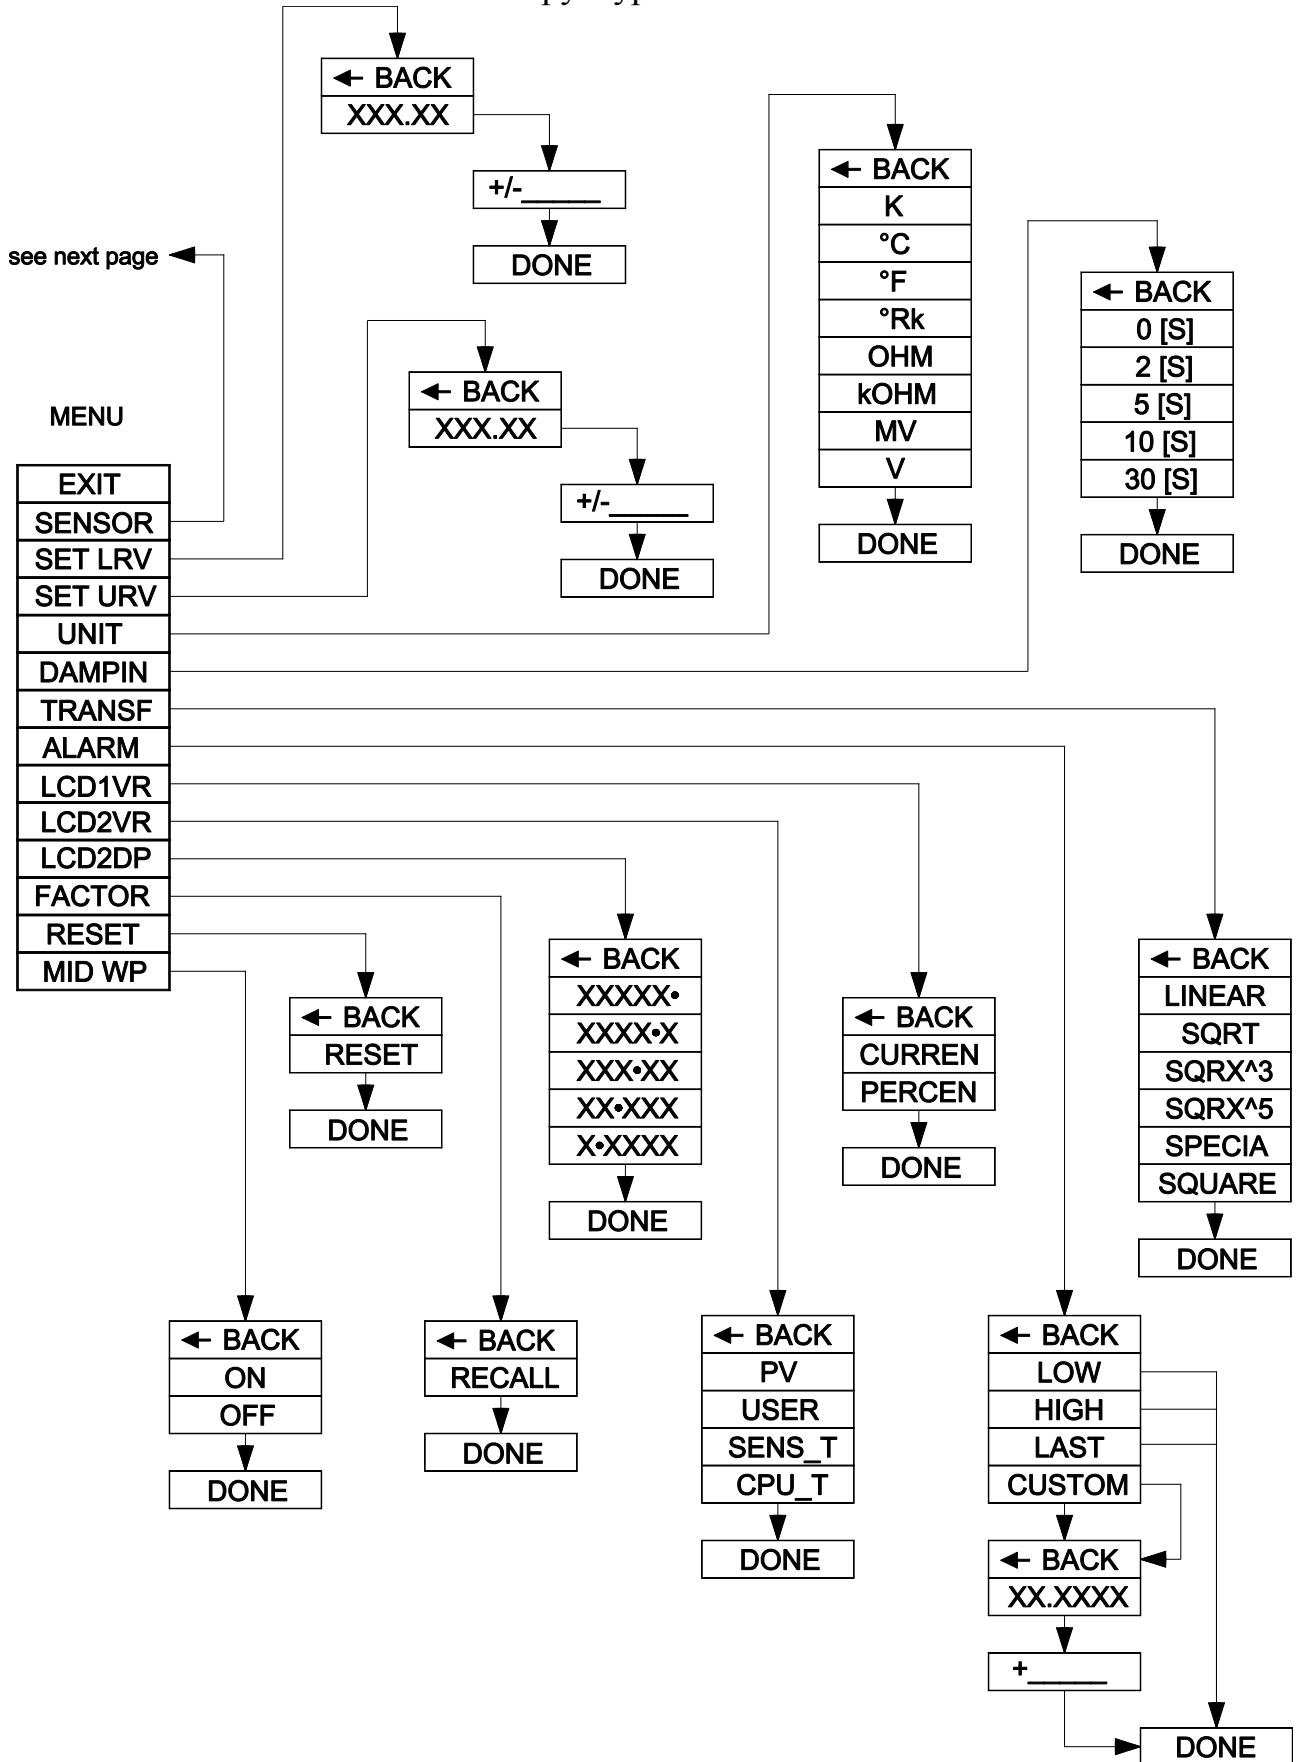 ← BACK
XXX.XX
+/-_____
DONE
see next page
← BACK
K
°C
°F
°Rk
OHM
kOHM
MV
V
DONE
← BACK
0 [S]
2 [S]
5 [S]
10 [S]
30 [S]
DONE
← BACK
XXX.XX
+/-_____
DONE
MENU
EXIT
SENSOR
SET LRV
SET URV
UNIT
DAMPIN
TRANSF
ALARM
LCD1VR
LCD2VR
LCD2DP
FACTOR
RESET
MID WP
← BACK
RESET
DONE
← BACK
XXXXX•
XXXX•X
XXX•XX
XX•XXX
X•XXXX
DONE
← BACK
CURREN
PERCEN
DONE
← BACK
LINEAR
SQRT
SQRX^3
SQRX^5
SPECIA
SQUARE
DONE
← BACK
ON
OFF
DONE
← BACK
RECALL
DONE
← BACK
PV
USER
SENS_T
CPU_T
DONE
← BACK
LOW
HIGH
LAST
CUSTOM
← BACK
XX.XXXX
+_____
DONE